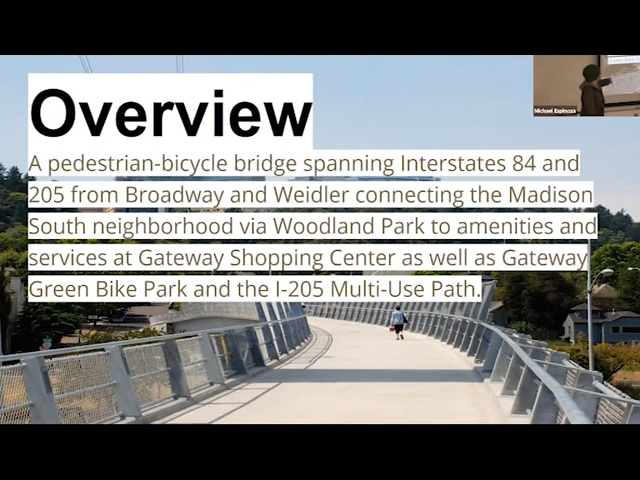 Overview
A pedestrian-bicycle bridge spanning Interstates 84 and
205 from Broadway and Weidler connecting the Madison
South neighborhood via Woodland Park to amenities and
services at Gateway Shopping Center as well as Gateway
Green Bike Park and the I-205 Multi-Use Path.
Michael Espinoza